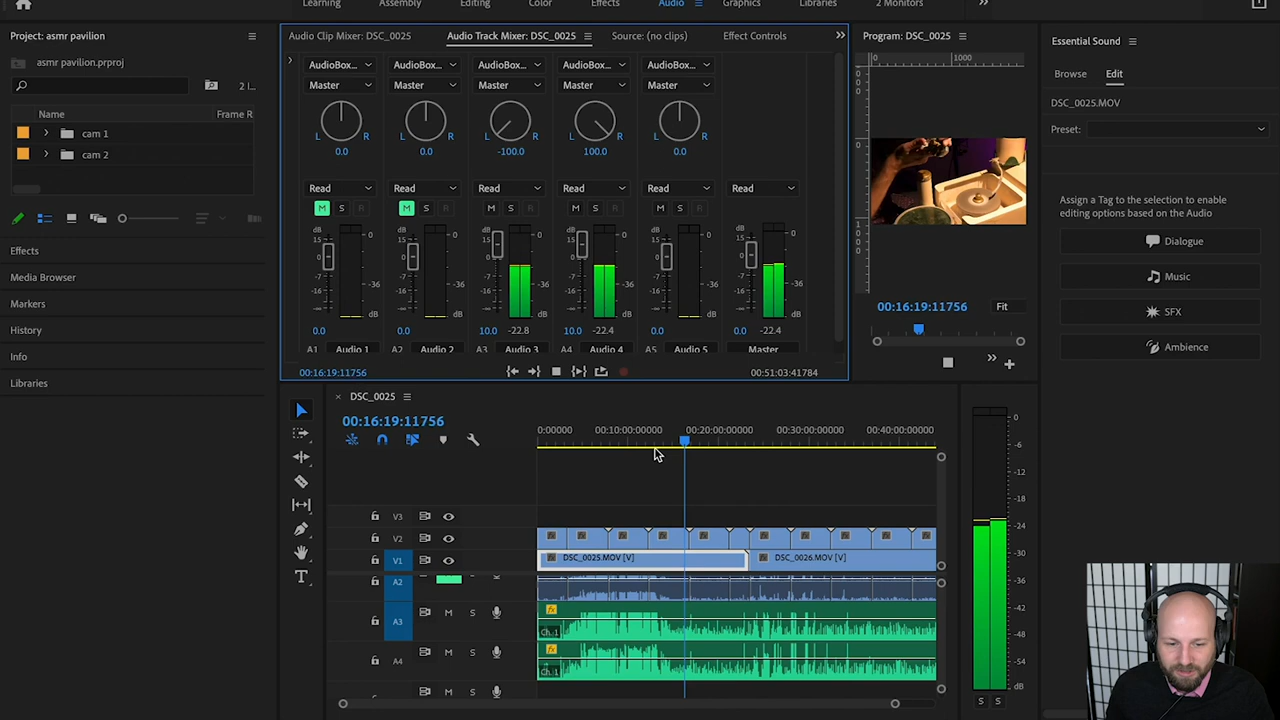 Learning Assembly Editing Color Effects Audio Graphics Libraries 2 Monitors
Project: asmr pavilion
asmr pavilion.prproj
2 I...
Name Frame R
cam 1
cam 2
Effects
Media Browser
Markers
History
Info
Libraries
Audio Clip Mixer: DSC_0025 Audio Track Mixer: DSC_0025 Source: (no clips) Effect Controls
AudioBox... AudioBox... AudioBox... AudioBox... AudioBox...
Master Master Master Master Master
L R L R L R L R L R
0.0 0.0 -100.0 100.0 0.0
Read Read Read Read Read Read
M S R M S R M S R M S R M S R
dB 0 dB 0 dB 0 dB 0 dB 0 dB 0
15 15 15 15 15 15
0 0 0 0 0 0
-7 -36 -7 -36 -7 -36 -7 -36 -7 -36 -7 -36
-15 -15 -15 -15 -15 -15
-∞ dB -∞ dB -∞ dB -∞ dB -∞ dB -∞ dB
0.0 0.0 10.0 -22.8 10.0 -22.4 0.0 0.0 -22.4
A1 Audio 1 A2 Audio 2 A3 Audio 3 A4 Audio 4 A5 Audio 5 Master
00:16:19:11756 00:51:03:41784
Program: DSC_0025
0 1000
00:16:19:11756 Fit
Essential Sound
Browse Edit
DSC_0025.MOV
Preset:
Assign a Tag to the selection to enable
editing options based on the Audio
Dialogue
Music
SFX
Ambience
DSC_0025
00:16:19:11756
0:00000 00:10:00:00000 00:20:00:00000 00:30:00:00000 00:40:00:00000
V3
V2
V1 DSC_0025.MOV [V] DSC_0026.MOV [V]
A2
A3 M S fx
Ch. 1
A4 M S fx
Ch. 1
M S
0
-6
-12
-18
-24
-30
-36
-42
-48
-54
dB
S S